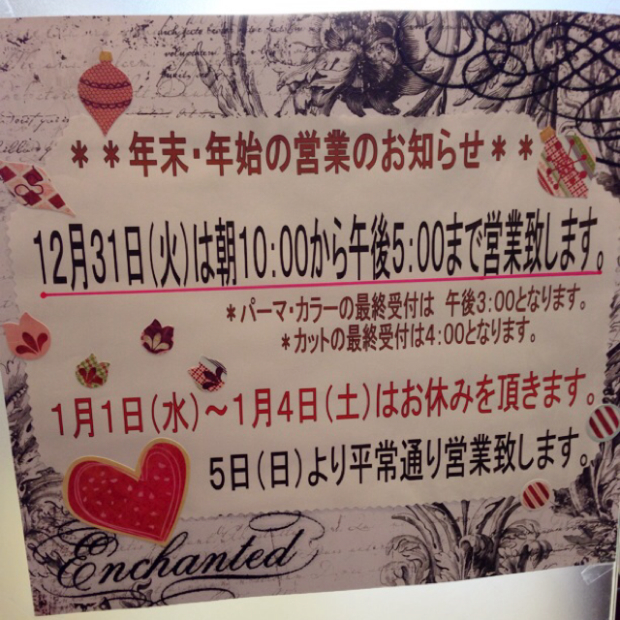 ＊＊年末・年始の営業のお知らせ＊＊
12月31日(火)は朝10:00から午後5:00まで営業致します。
＊パーマ・カラーの最終受付は 午後3:00となります。
＊カットの最終受付は4:00となります。
1月1日(水)～1月4日(土)はお休みを頂きます。
5日(日)より平常通り営業致します。
Enchanted